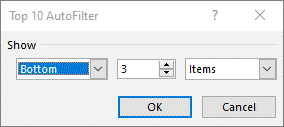 Top 10 AutoFilter
? ×
Show
Bottom 3 Items
OK Cancel